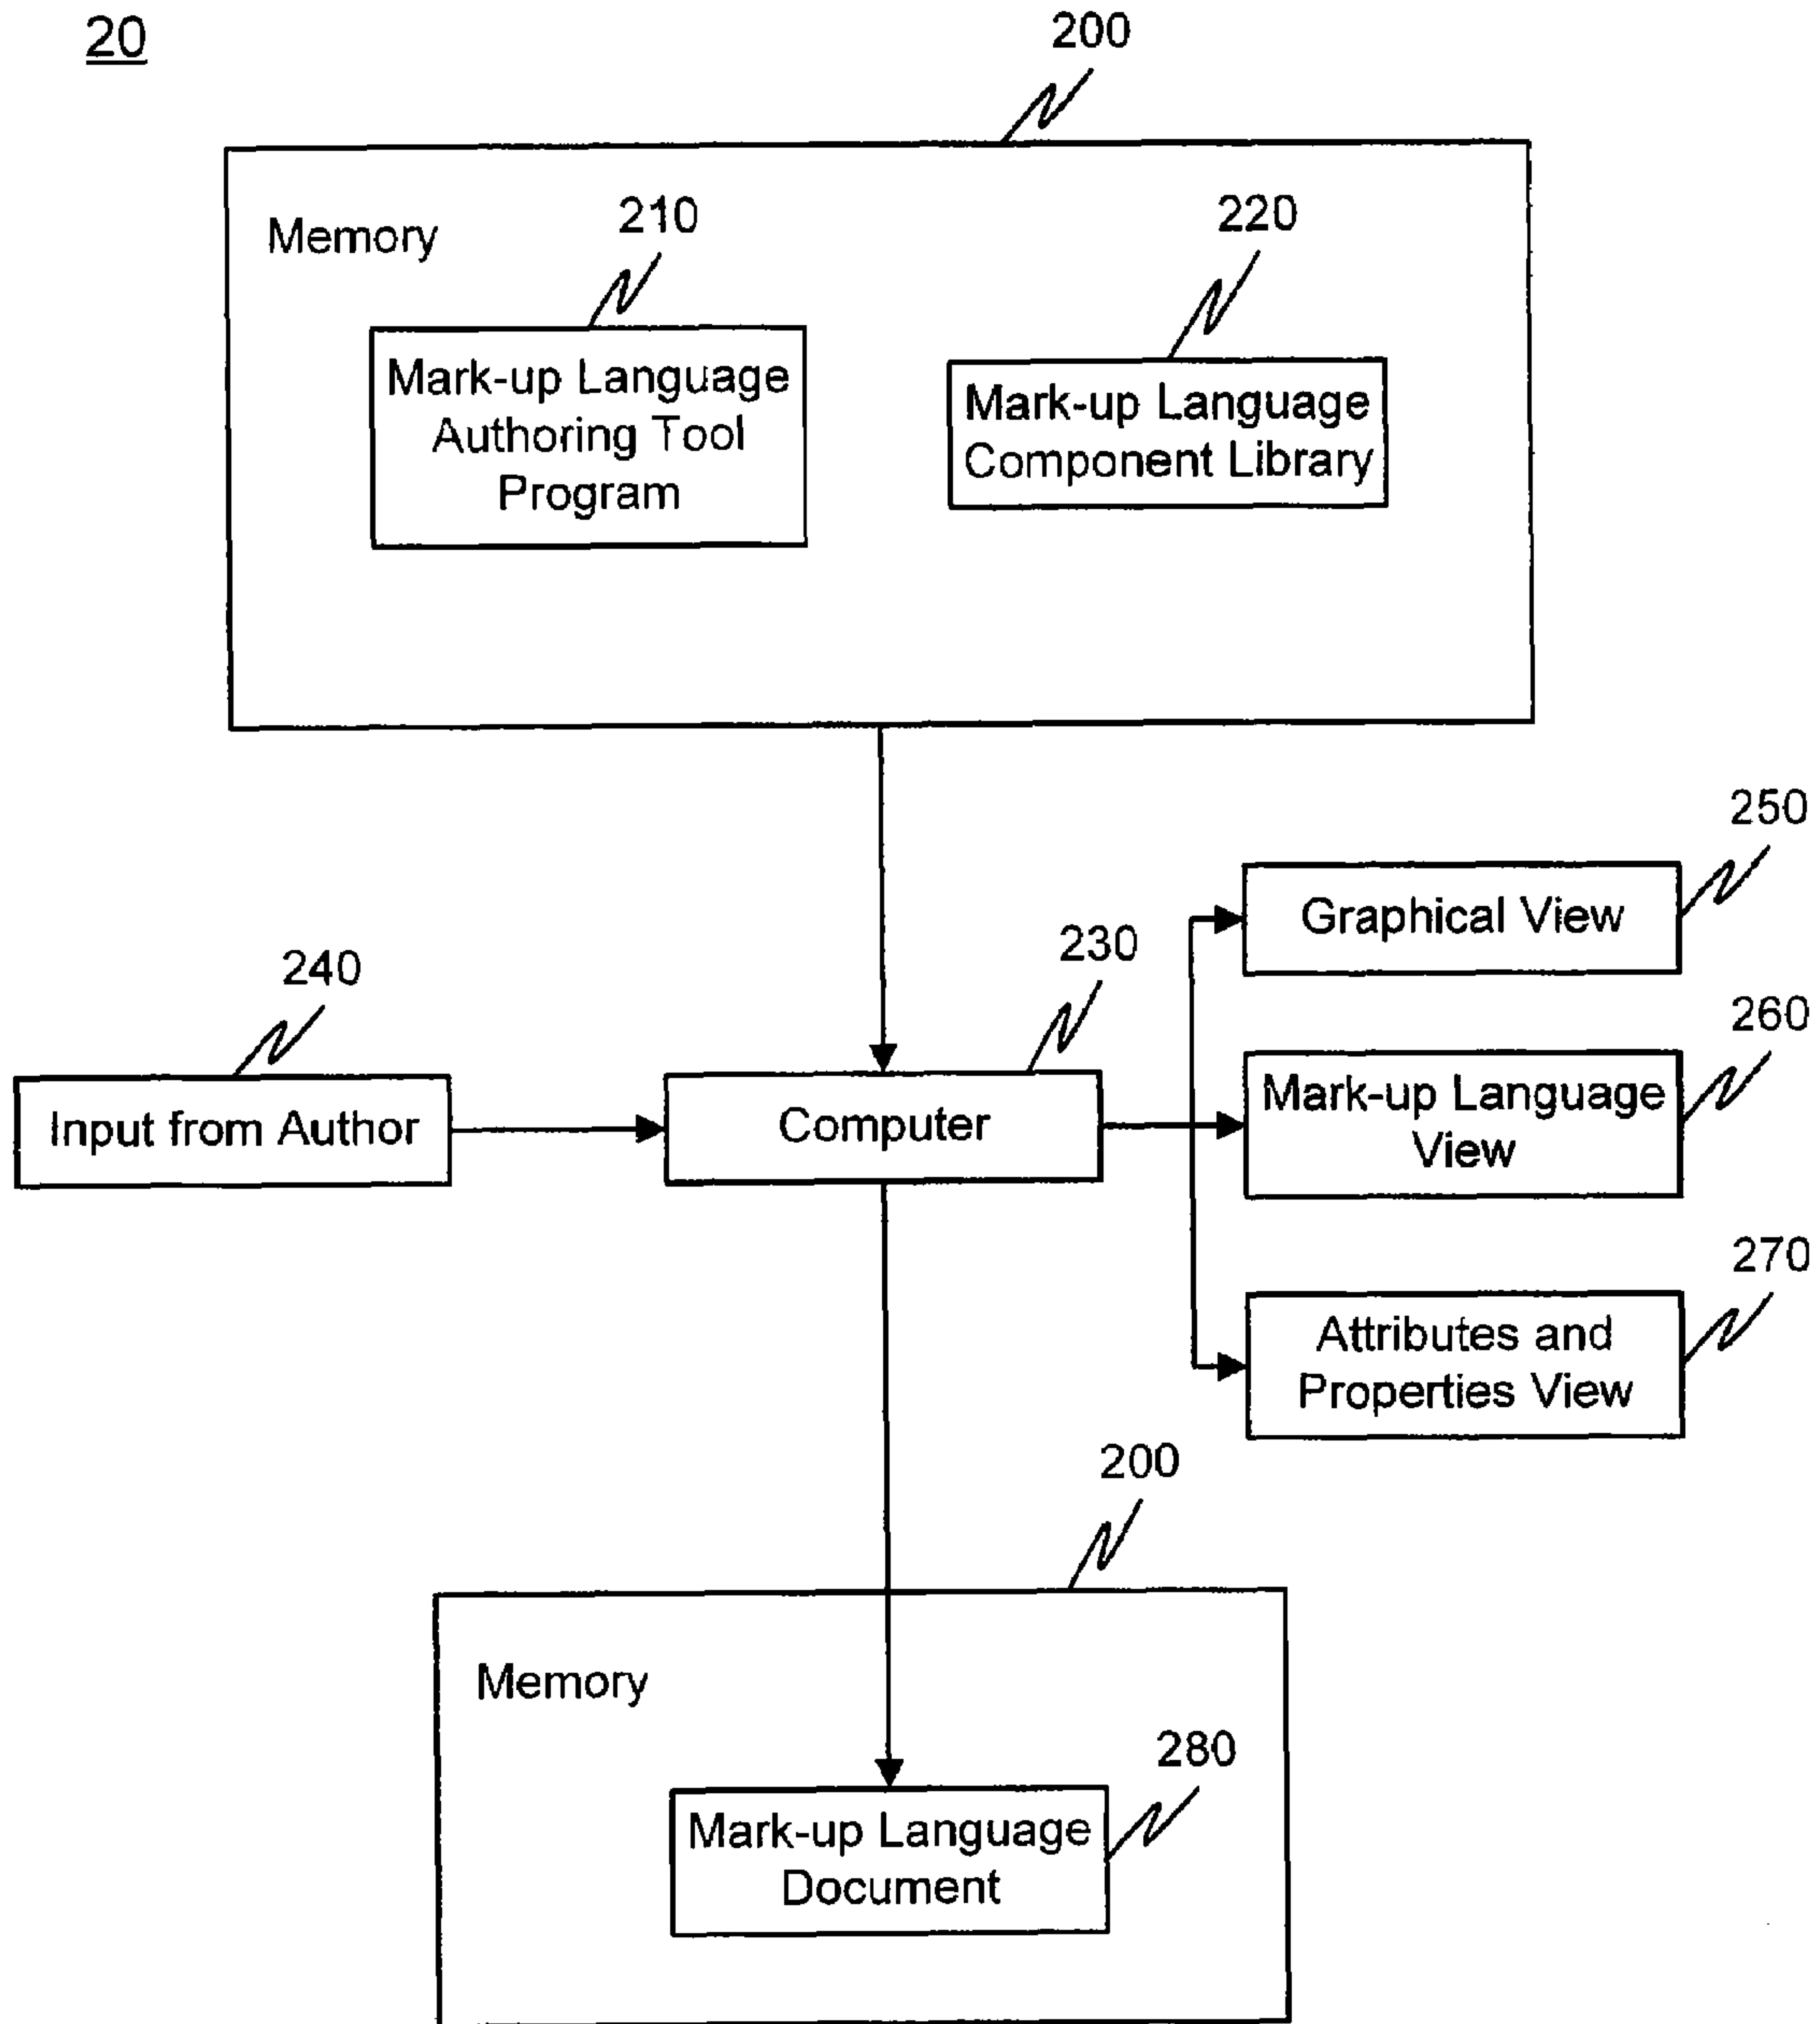 20
200
Memory
210
220
Mark-up Language
Authoring Tool
Program
Mark-up Language
Component Library
250
Graphical View
240
230
260
Input from Author
Computer
Mark-up Language
View
270
Attributes and
Properties View
200
Memory
280
Mark-up Language
Document